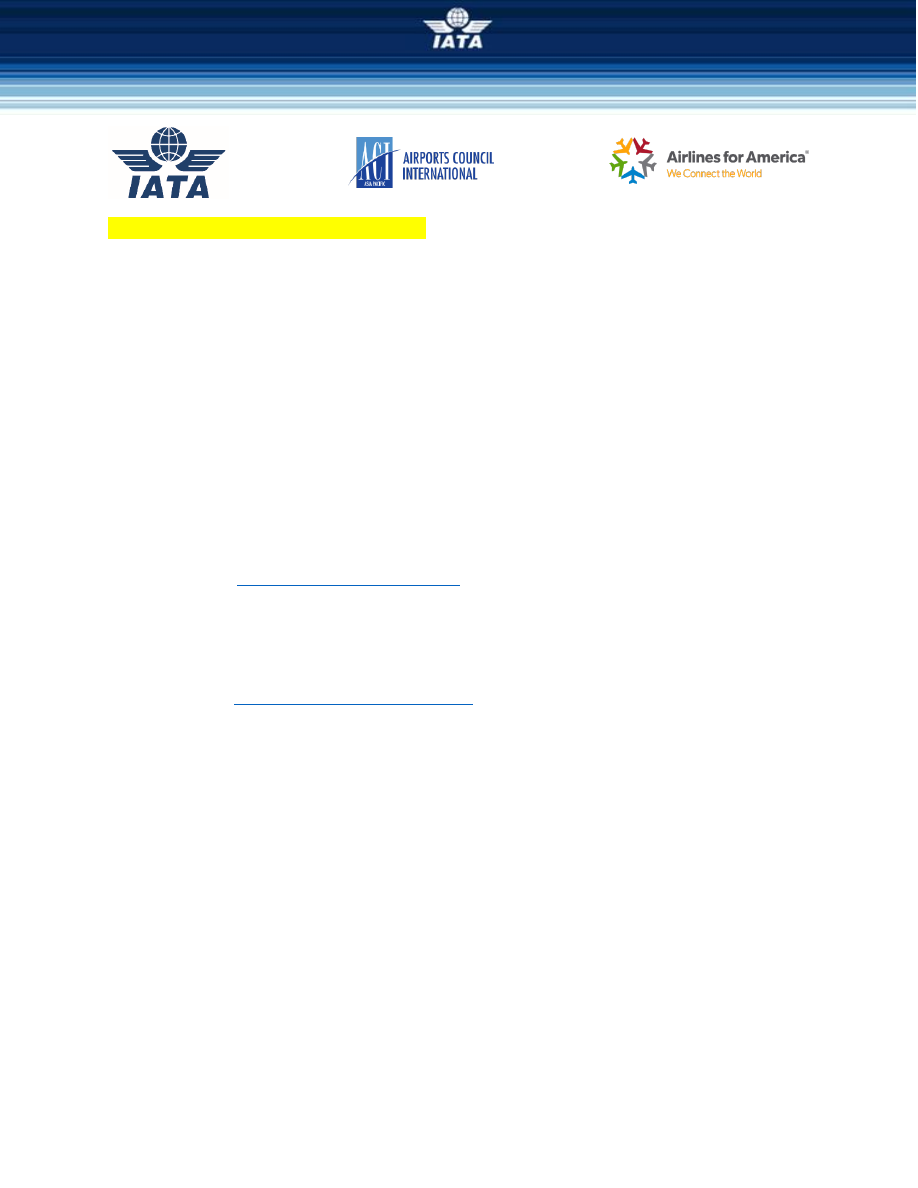 IATA
IATA
ACI
ASIA PACIFIC
AIRPORTS COUNCIL
INTERNATIONAL
Airlines for America®
We Connect the World